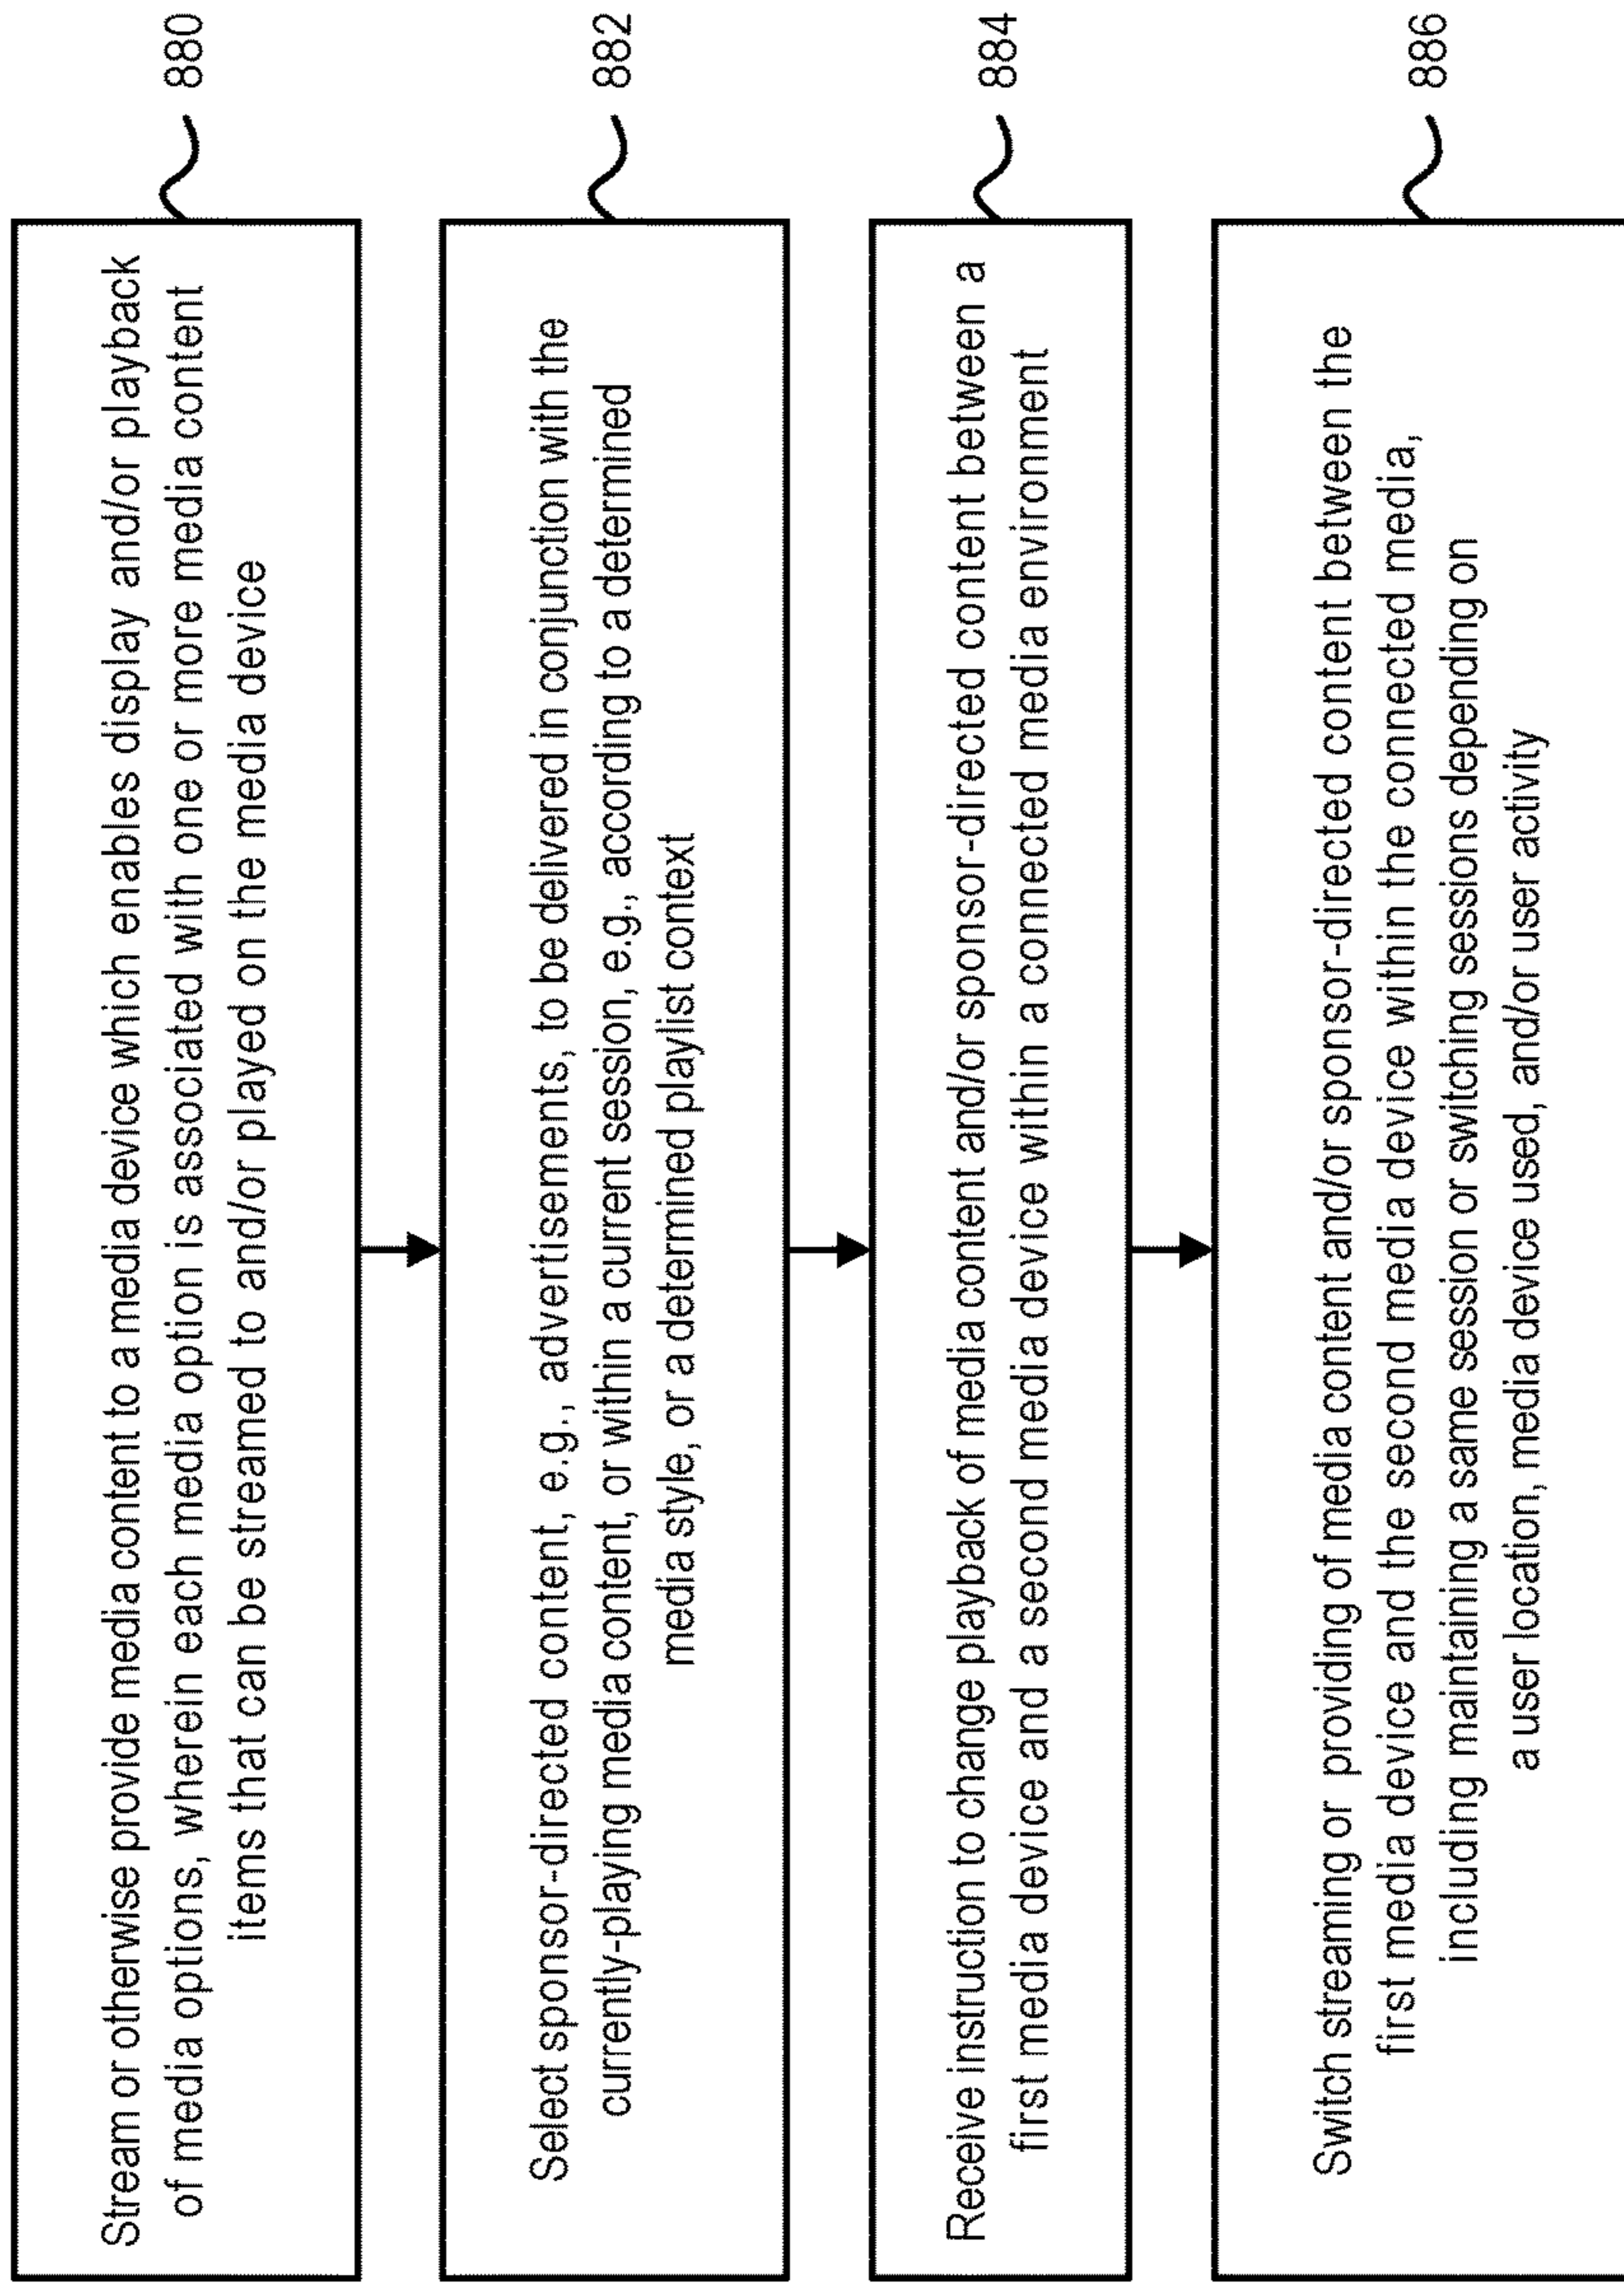 Stream or otherwise provide media content to a media device which enables display and/or playback
of media options, wherein each media option is associated with one or more media content
items that can be streamed to and/or played on the media device
880
Select sponsor-directed content, e.g., advertisements, to be delivered in conjunction with the
currently-playing media content, or within a current session, e.g., according to a determined
media style, or a determined playlist context
882
Receive instruction to change playback of media content and/or sponsor-directed content between a
first media device and a second media device within a connected media environment
884
Switch streaming or providing of media content and/or sponsor-directed content between the
first media device and the second media device within the connected media,
including maintaining a same session or switching sessions depending on
a user location, media device used, and/or user activity
886